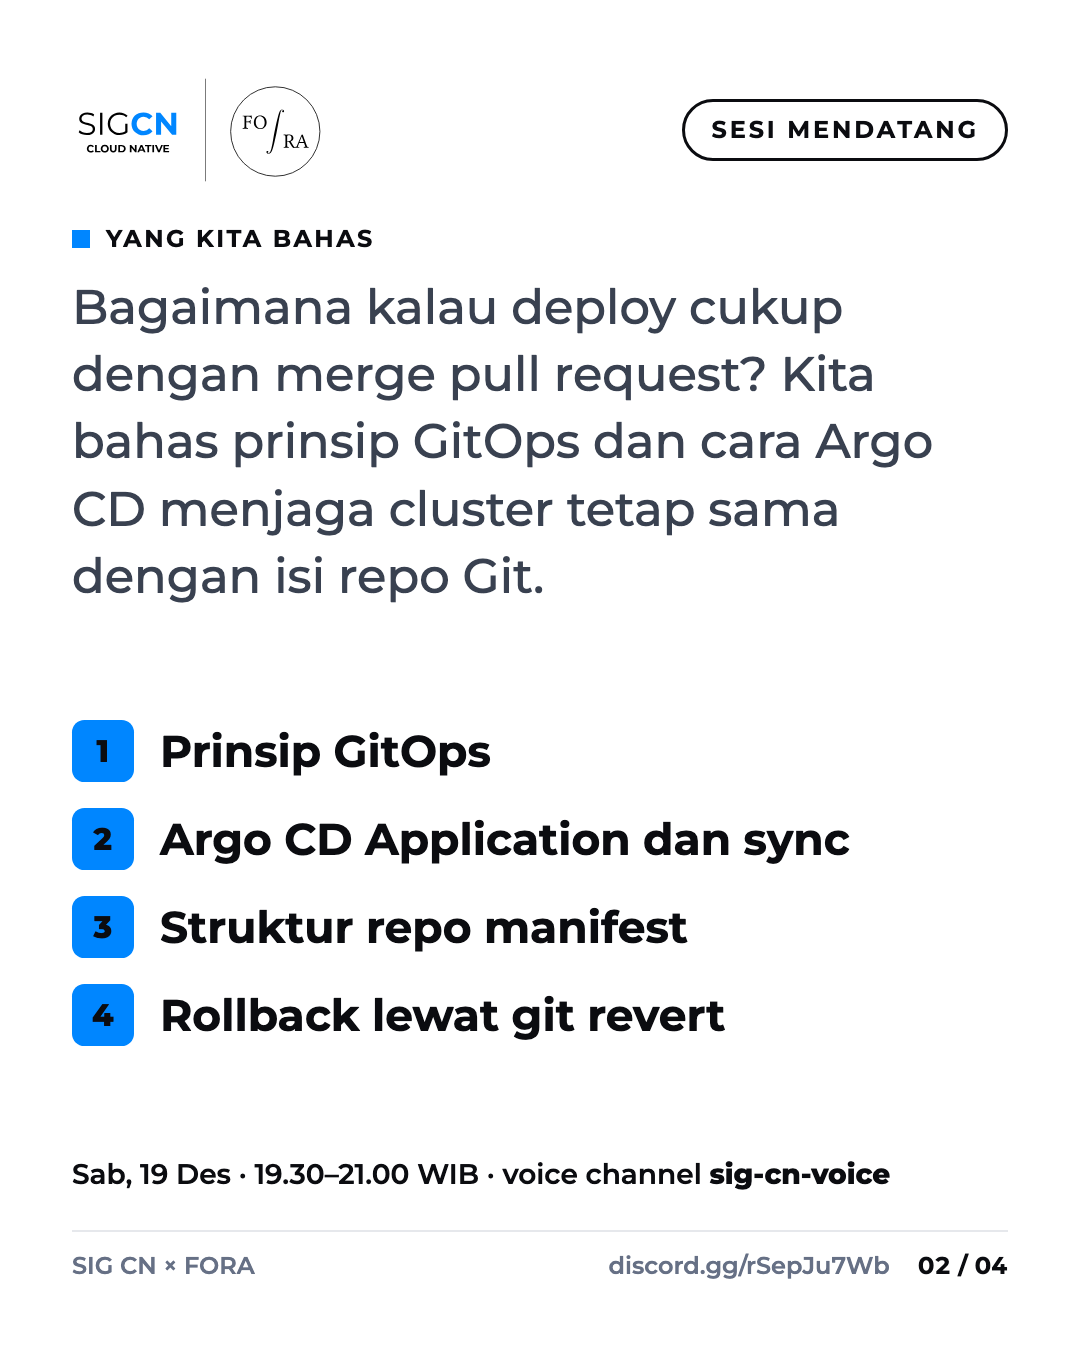 SIGCN
CLOUD NATIVE
FO
RA
SESI MENDATANG
YANG KITA BAHAS
Bagaimana kalau deploy cukup
dengan merge pull request? Kita
bahas prinsip GitOps dan cara Argo
CD menjaga cluster tetap sama
dengan isi repo Git.
1 Prinsip GitOps
2 Argo CD Application dan sync
3 Struktur repo manifest
4 Rollback lewat git revert
Sab, 19 Des · 19.30–21.00 WIB · voice channel sig-cn-voice
SIG CN × FORA discord.gg/rSepJu7Wb 02 / 04